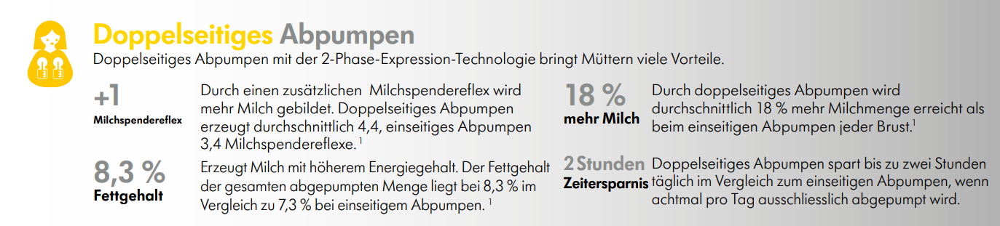 Doppelseitiges Abpumpen
Doppelseitiges Abpumpen mit der 2-Phase-Expression-Technologie bringt Müttern viele Vorteile.
+1
Milchspendereflex
Durch einen zusätzlichen Milchspendereflex wird
mehr Milch gebildet. Doppelseitiges Abpumpen
erzeugt durchschnittlich 4,4, einseitiges Abpumpen
3,4 Milchspendereflexe. 1
18 %
mehr Milch
Durch doppelseitiges Abpumpen wird
durchschnittlich 18 % mehr Milchmenge erreicht als
beim einseitigen Abpumpen jeder Brust.1
8,3 %
Fettgehalt
Erzeugt Milch mit höherem Energiegehalt. Der Fettgehalt
der gesamten abgepumpten Menge liegt bei 8,3 % im
Vergleich zu 7,3 % bei einseitigem Abpumpen. 1
2 Stunden
Zeitersparnis
Doppelseitiges Abpumpen spart bis zu zwei Stunden
täglich im Vergleich zum einseitigen Abpumpen, wenn
achtmal pro Tag ausschliesslich abgepumpt wird.